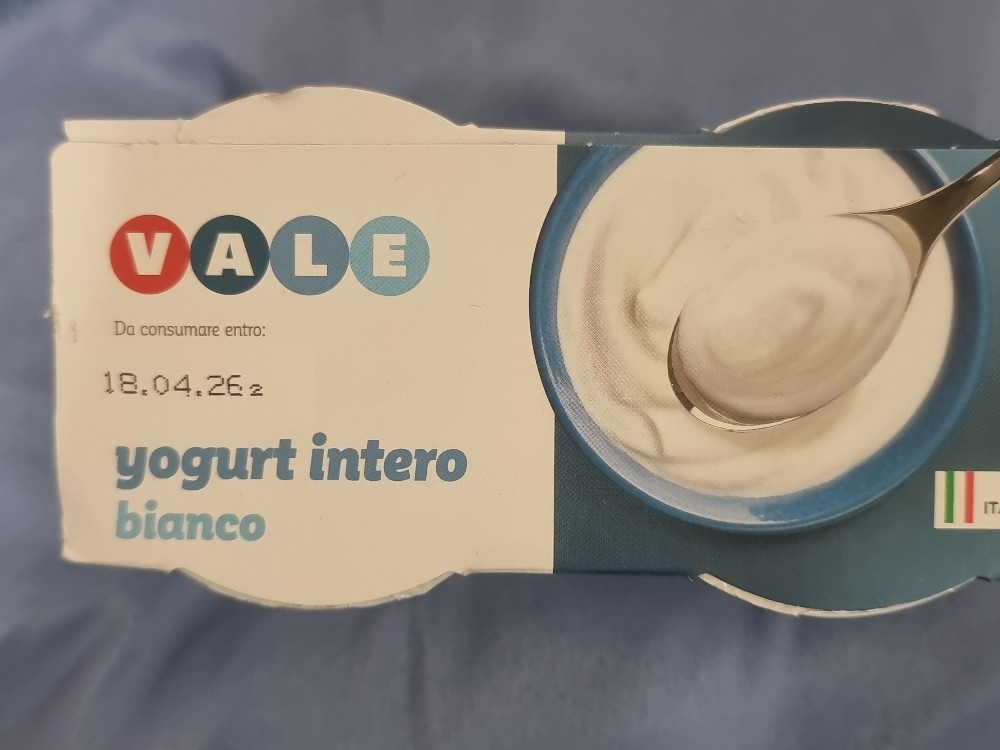 VALE
Da consumare entro:
18.04.26 2
yogurt intero
bianco